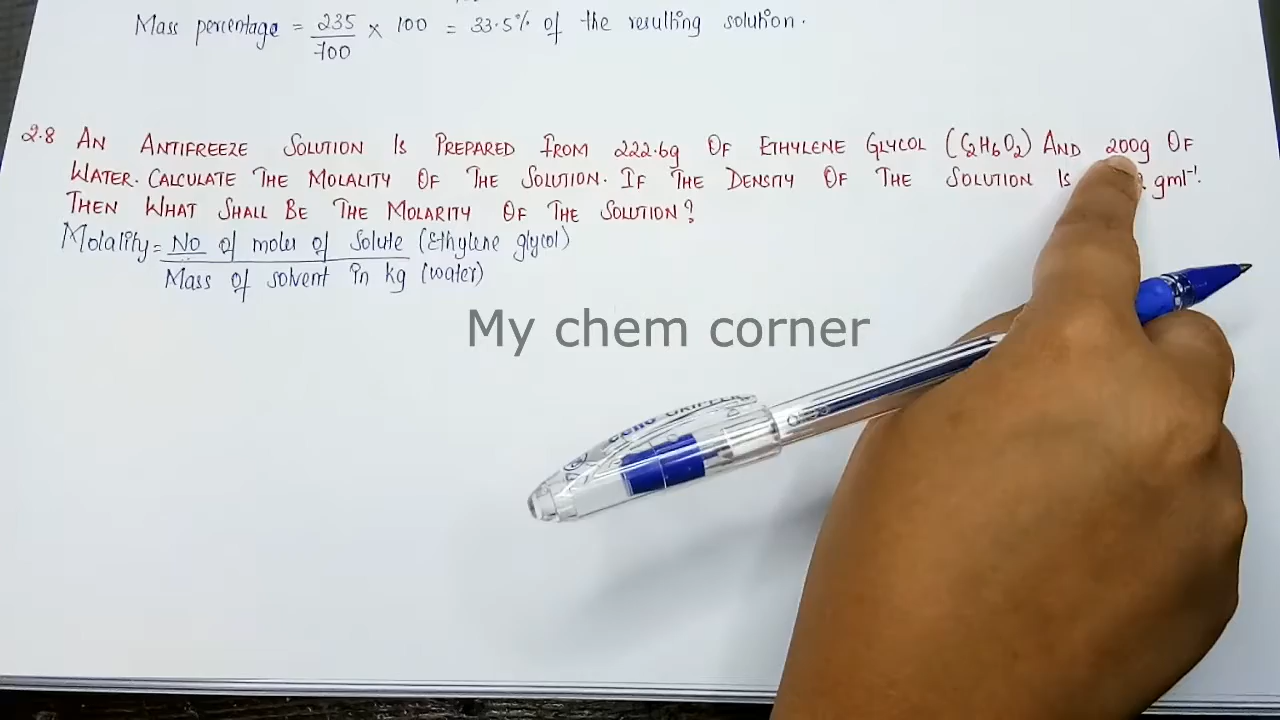 Mass percentage = 235/700 × 100 = 33.5% of the resulting solution.
2.8 AN ANTIFREEZE SOLUTION IS PREPARED FROM 222.6g OF ETHYLENE GLYCOL (C₂H₆O₂) AND 200g OF
WATER. CALCULATE THE MOLALITY OF THE SOLUTION. IF THE DENSITY OF THE SOLUTION IS gml⁻¹.
THEN WHAT SHALL BE THE MOLARITY OF THE SOLUTION?
Molality = No of moles of solute (Ethylene glycol)
Mass of solvent in kg (water)
My chem corner